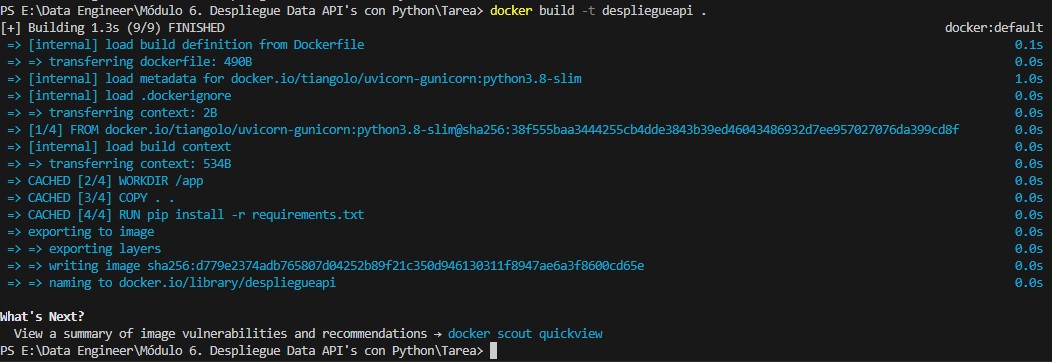 PS E:\Data Engineer\Módulo 6. Despliegue Data API's con Python\Tarea> docker build -t despliegueapi .
[+] Building 1.3s (9/9) FINISHED docker:default
=> [internal] load build definition from Dockerfile 0.1s
=> => transferring dockerfile: 490B 0.0s
=> [internal] load metadata for docker.io/tiangolo/uvicorn-gunicorn:python3.8-slim 1.0s
=> [internal] load .dockerignore 0.0s
=> => transferring context: 2B 0.0s
=> [1/4] FROM docker.io/tiangolo/uvicorn-gunicorn:python3.8-slim@sha256:38f555baa3444255cb4dde3843b39ed46043486932d7ee957027076da399cd8f 0.0s
=> [internal] load build context 0.0s
=> => transferring context: 534B 0.0s
=> CACHED [2/4] WORKDIR /app 0.0s
=> CACHED [3/4] COPY . . 0.0s
=> CACHED [4/4] RUN pip install -r requirements.txt 0.0s
=> exporting to image 0.0s
=> => exporting layers 0.0s
=> => writing image sha256:d779e2374adb765807d04252b89f21c350d946130311f8947ae6a3f8600cd65e 0.0s
=> => naming to docker.io/library/despliegueapi 0.0s
What's Next?
View a summary of image vulnerabilities and recommendations → docker scout quickview
PS E:\Data Engineer\Módulo 6. Despliegue Data API's con Python\Tarea>